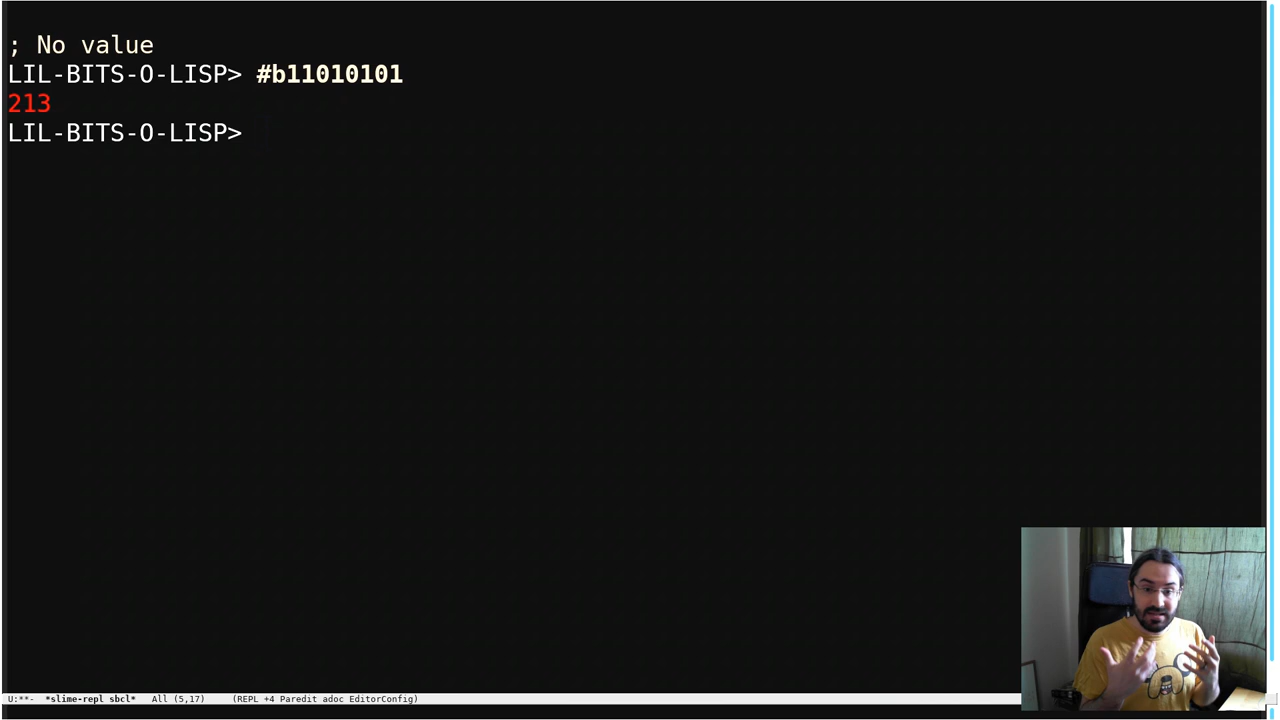 ; No value
LIL-BITS-O-LISP> #b11010101
213
LIL-BITS-O-LISP>
U:**-  *slime-repl sbcl*   All (5,17)     (REPL +4 Paredit adoc EditorConfig)